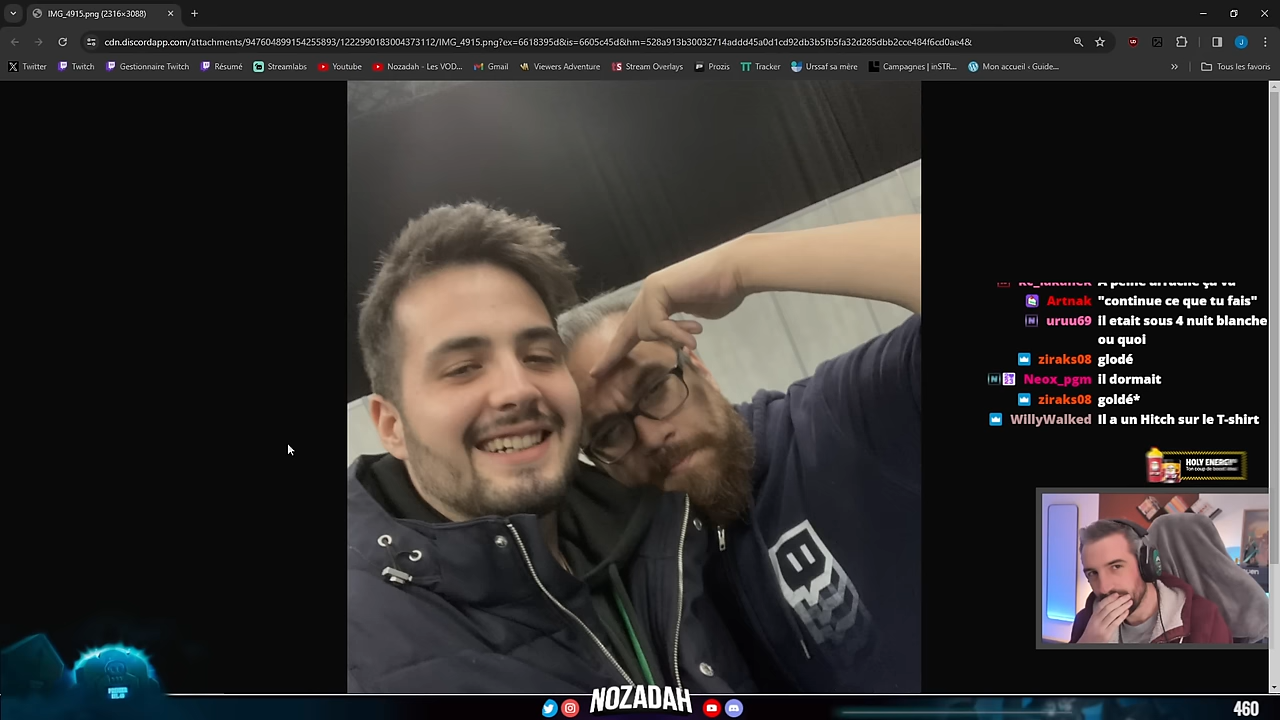 IMG_4915.png (2316×3088)
cdn.discordapp.com/attachments/947604899154255893/1222990183004373112/IMG_4915.png?ex=6618395d&is=6605c45d&hm=528a913b30032714addd45a0d1cd92db3b5fb5fa32d285dbb2cce484f6cd0ae4&
Twitter Twitch Gestionnaire Twitch Résumé Streamlabs Youtube Nozadah - Les VOD... Gmail Viewers Adventure Stream Overlays Prozis Tracker Urssaf sa mère Campagnes | inSTR... Mon accueil ‹ Guide... » Tous les favoris
Artnak "continue ce que tu fais"
uruu69 il etait sous 4 nuit blanche
ou quoi
ziraks08 glodé
Neox_pgm il dormait
ziraks08 goldé*
WillyWalked Il a un Hitch sur le T-shirt
HOLY ENERGY
NOZADAH
460